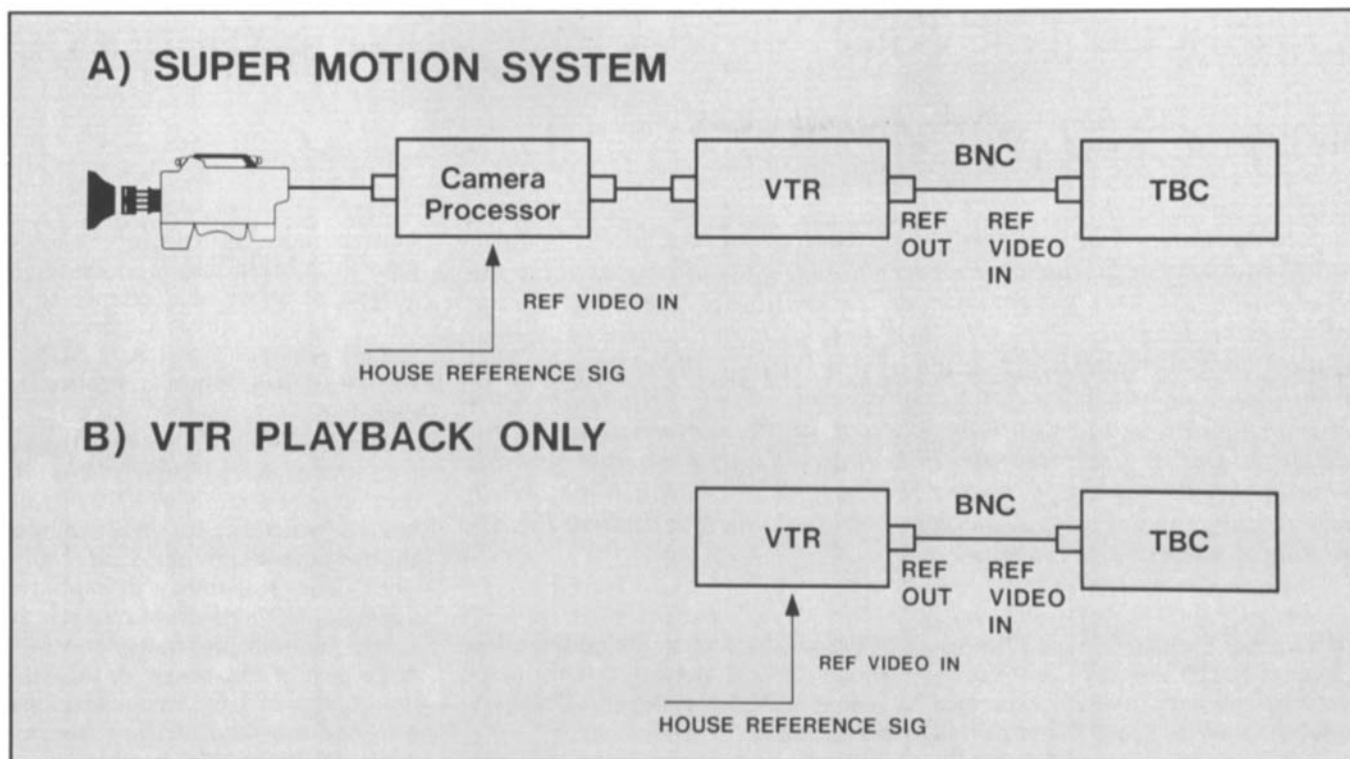 A) SUPER MOTION SYSTEM
Camera
Processor
VTR
BNC
TBC
REF
OUT
REF
VIDEO
IN
REF VIDEO IN
HOUSE REFERENCE SIG
B) VTR PLAYBACK ONLY
VTR
BNC
TBC
REF
OUT
REF
VIDEO
IN
REF VIDEO IN
HOUSE REFERENCE SIG